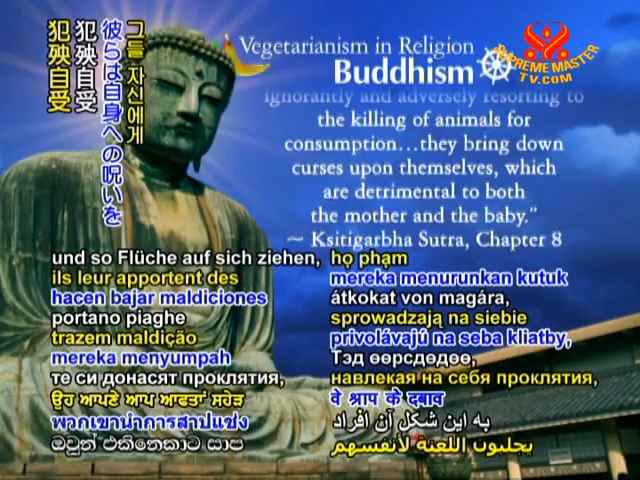 犯殃自受
犯殃自受
彼らは自身への呪いを
그들 자신에게
Vegetarianism in Religion
Buddhism
SUPREME MASTER
TV.COM
ignorantly and adversely resorting to
the killing of animals for
consumption…they bring down
curses upon themselves, which
are detrimental to both
the mother and the baby.”
~ Ksitigarbha Sutra, Chapter 8
und so Flüche auf sich ziehen,
ils leur apportent des
hacen bajar maldiciones
portano piaghe
trazem maldição
mereka menyumpah
те си донасят проклятия,
ਉਹ ਆਪਣੇ ਆਪ ਆਫਤਾਂ ਸਹੇੜ
พวกเขานำการสาปแช่ง
ඔවුන් එකිනෙකාට සාප
họ phạm
mereka menurunkan kutuk
átkokat von magára,
sprowadzają na siebie
privolávajú na seba kliatby,
Тэд өөрсдөдөө,
навлекая на себя проклятия,
वे श्राप के दबाव
به این شکل آن افراد
يجلبون اللعنة لأنفسهم